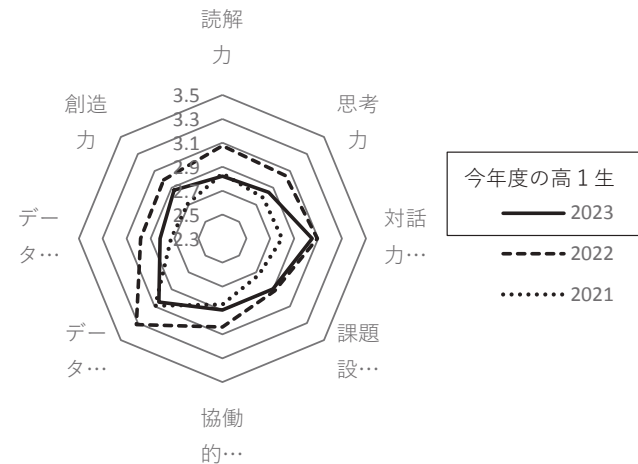 読解
力
思考
力
対話
力…
課題
設…
協働
的…
デー
タ…
デー
タ…
創造
力
3.5
3.3
3.1
2.9
2.5
2.3
今年度の高１生
2023
2022
2021